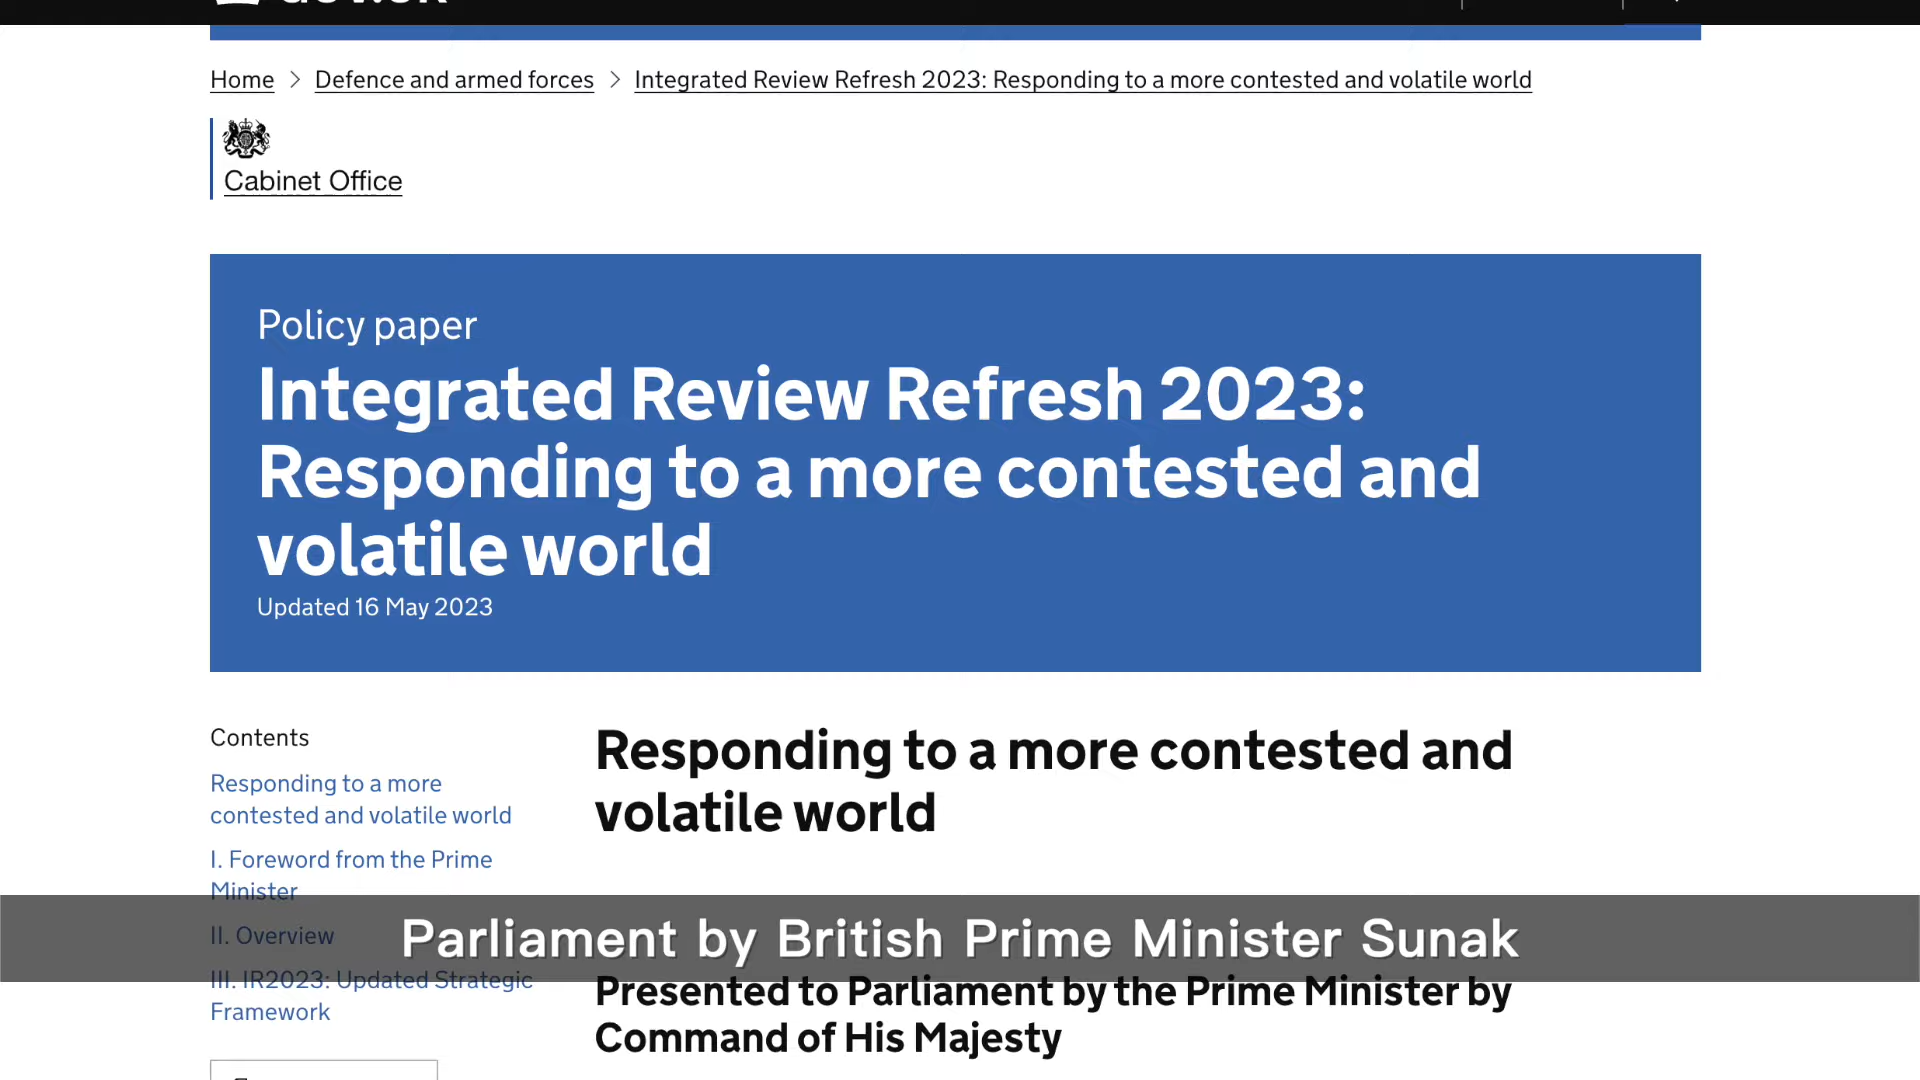 Home > Defence and armed forces > Integrated Review Refresh 2023: Responding to a more contested and volatile world
Cabinet Office
Policy paper
Integrated Review Refresh 2023:
Responding to a more contested and
volatile world
Updated 16 May 2023
Contents
Responding to a more
contested and volatile world
I. Foreword from the Prime
Minister
II. Overview
III. IR2023: Updated Strategic
Framework
Responding to a more contested and
volatile world
Parliament by British Prime Minister Sunak
Presented to Parliament by the Prime Minister by
Command of His Majesty